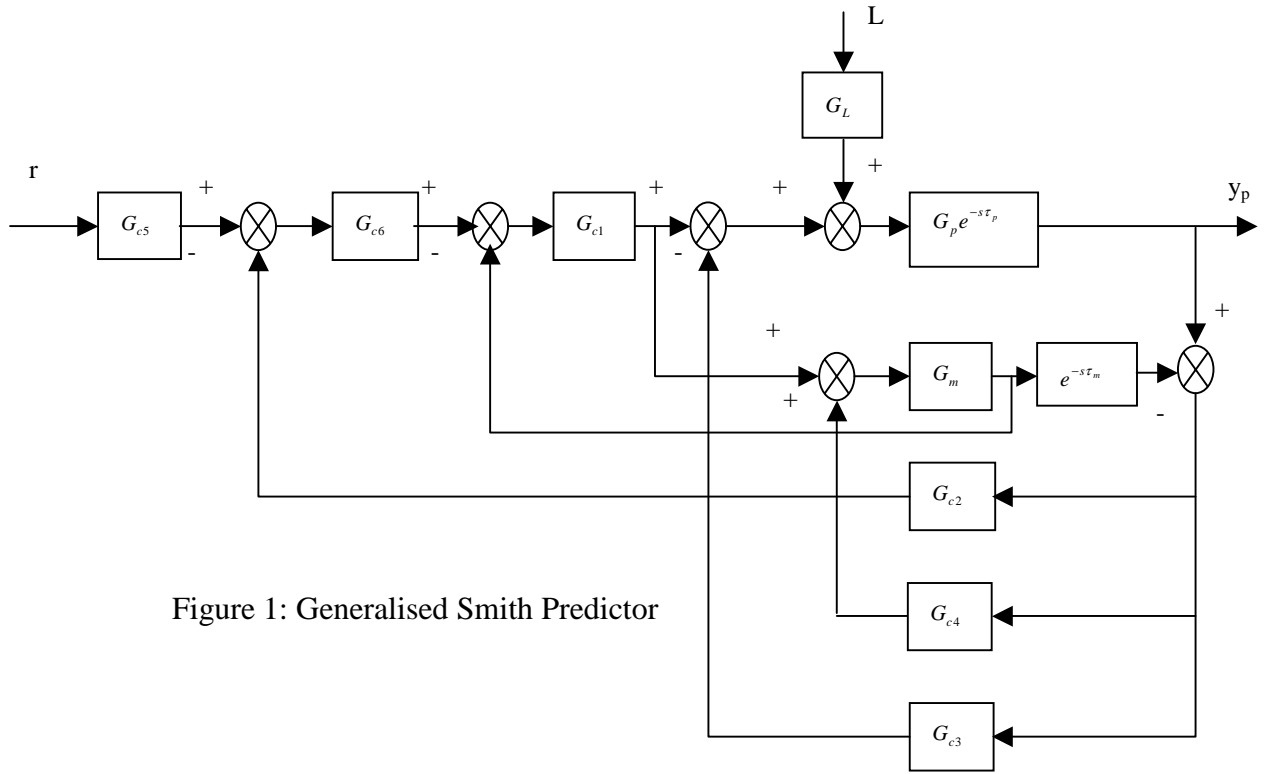 L
G_L
+
r
y_p
+
+
+
+
G_c5
G_c6
G_c1
G_p e^{-sτ_p}
-
-
-
+
+
G_m
e^{-sτ_m}
+
-
G_c2
G_c4
Figure 1: Generalised Smith Predictor
G_c3